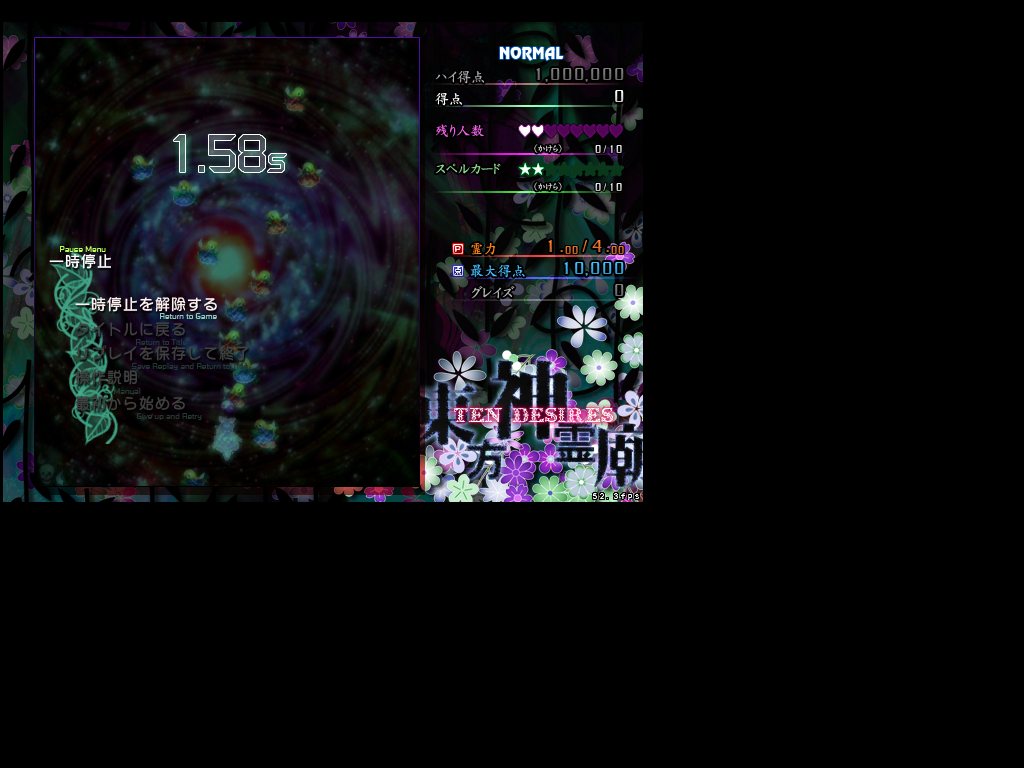 NORMAL
ハイ得点 1,000,000
得点 0
残り人数
(かけら) 0/10
スペルカード
(かけら) 0/10
霊力 1.00/4.00
最大得点 10,000
グレイズ 0
1.58s
Pause Menu
一時停止
一時停止を解除する
Return to Game
タイトルに戻る
Return to Title
リプレイを保存して終了
Save Replay and Return to
操作説明
Manual
最初から始める
Give up and Retry
東方神霊廟
TEN DESIRES
52.3fps